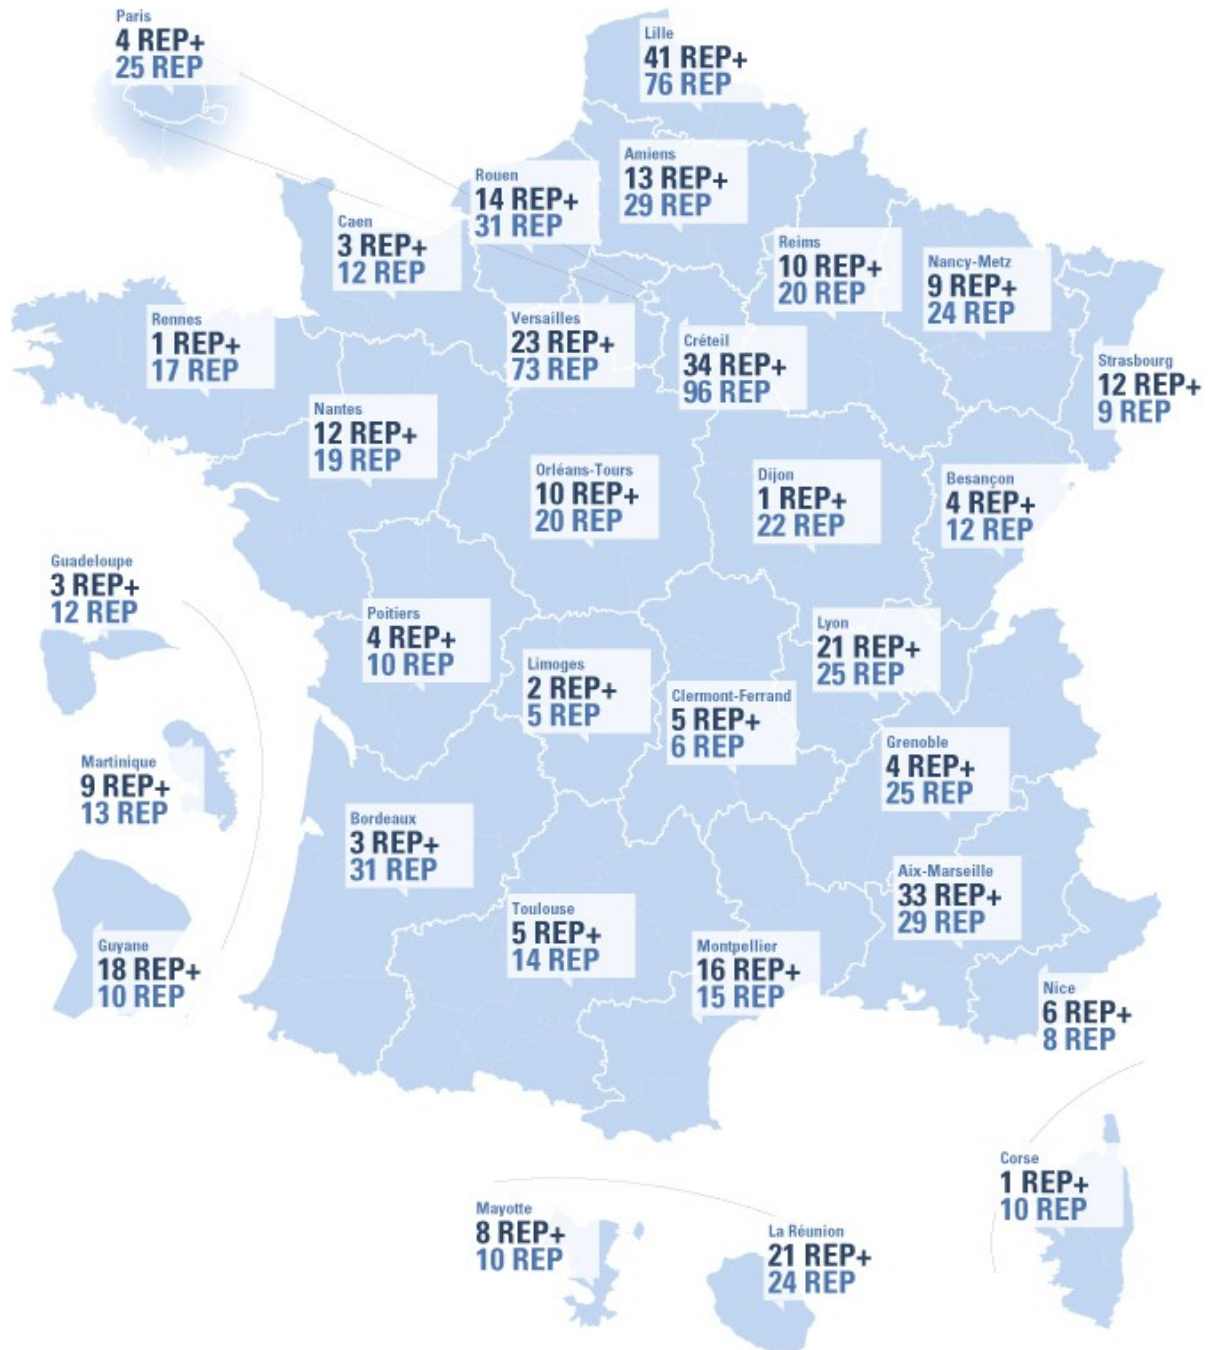 Paris
4 REP+
25 REP
Lille
41 REP+
76 REP
Amiens
13 REP+
29 REP
Rouen
14 REP+
31 REP
Caen
3 REP+
12 REP
Reims
10 REP+
20 REP
Nancy-Metz
9 REP+
24 REP
Rennes
1 REP+
17 REP
Versailles
23 REP+
73 REP
Créteil
34 REP+
96 REP
Strasbourg
12 REP+
9 REP
Nantes
12 REP+
19 REP
Orléans-Tours
10 REP+
20 REP
Dijon
1 REP+
22 REP
Besançon
4 REP+
12 REP
Guadeloupe
3 REP+
12 REP
Poitiers
4 REP+
10 REP
Limoges
2 REP+
5 REP
Clermont-Ferrand
5 REP+
6 REP
Lyon
21 REP+
25 REP
Martinique
9 REP+
13 REP
Grenoble
4 REP+
25 REP
Bordeaux
3 REP+
31 REP
Aix-Marseille
33 REP+
29 REP
Toulouse
5 REP+
14 REP
Guyane
18 REP+
10 REP
Montpellier
16 REP+
15 REP
Nice
6 REP+
8 REP
Corse
1 REP+
10 REP
Mayotte
8 REP+
10 REP
La Réunion
21 REP+
24 REP